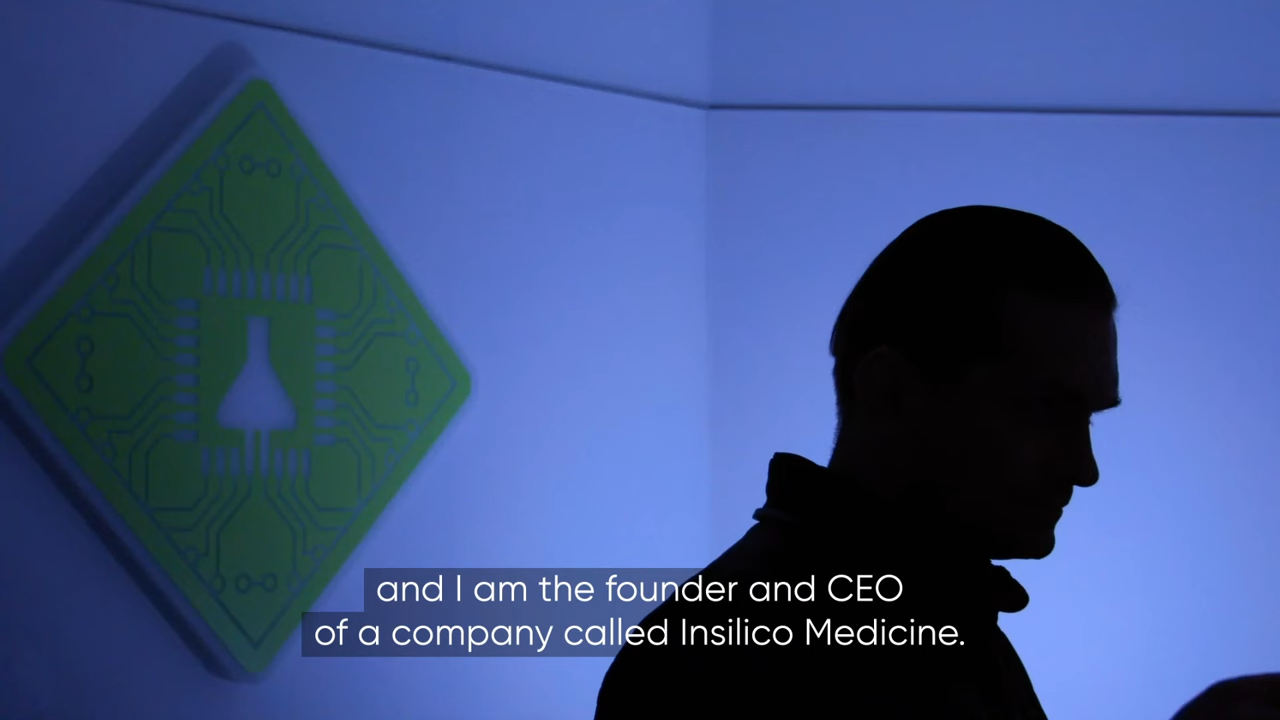 and I am the founder and CEO
of a company called Insilico Medicine.